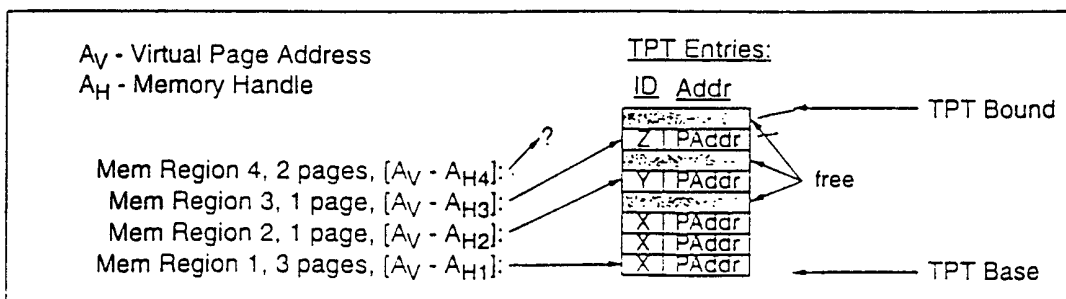 A_V - Virtual Page Address
A_H - Memory Handle
TPT Entries:
ID Addr
TPT Bound
Z PAddr
?
Mem Region 4, 2 pages, [A_V - A_H4]:
Y PAddr
free
Mem Region 3, 1 page, [A_V - A_H3]:
X PAddr
Mem Region 2, 1 page, [A_V - A_H2]:
X PAddr
Mem Region 1, 3 pages, [A_V - A_H1]:
X PAddr
TPT Base